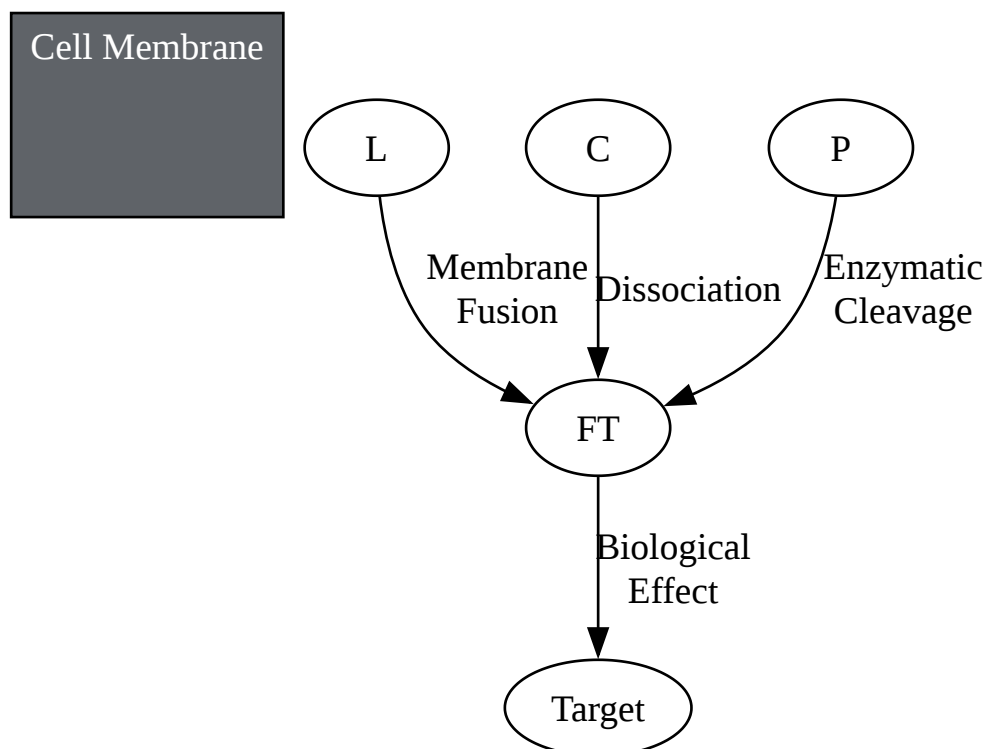 Cell Membrane
L
C
P
Membrane
Fusion
Dissociation
Enzymatic
Cleavage
FT
Biological
Effect
Target